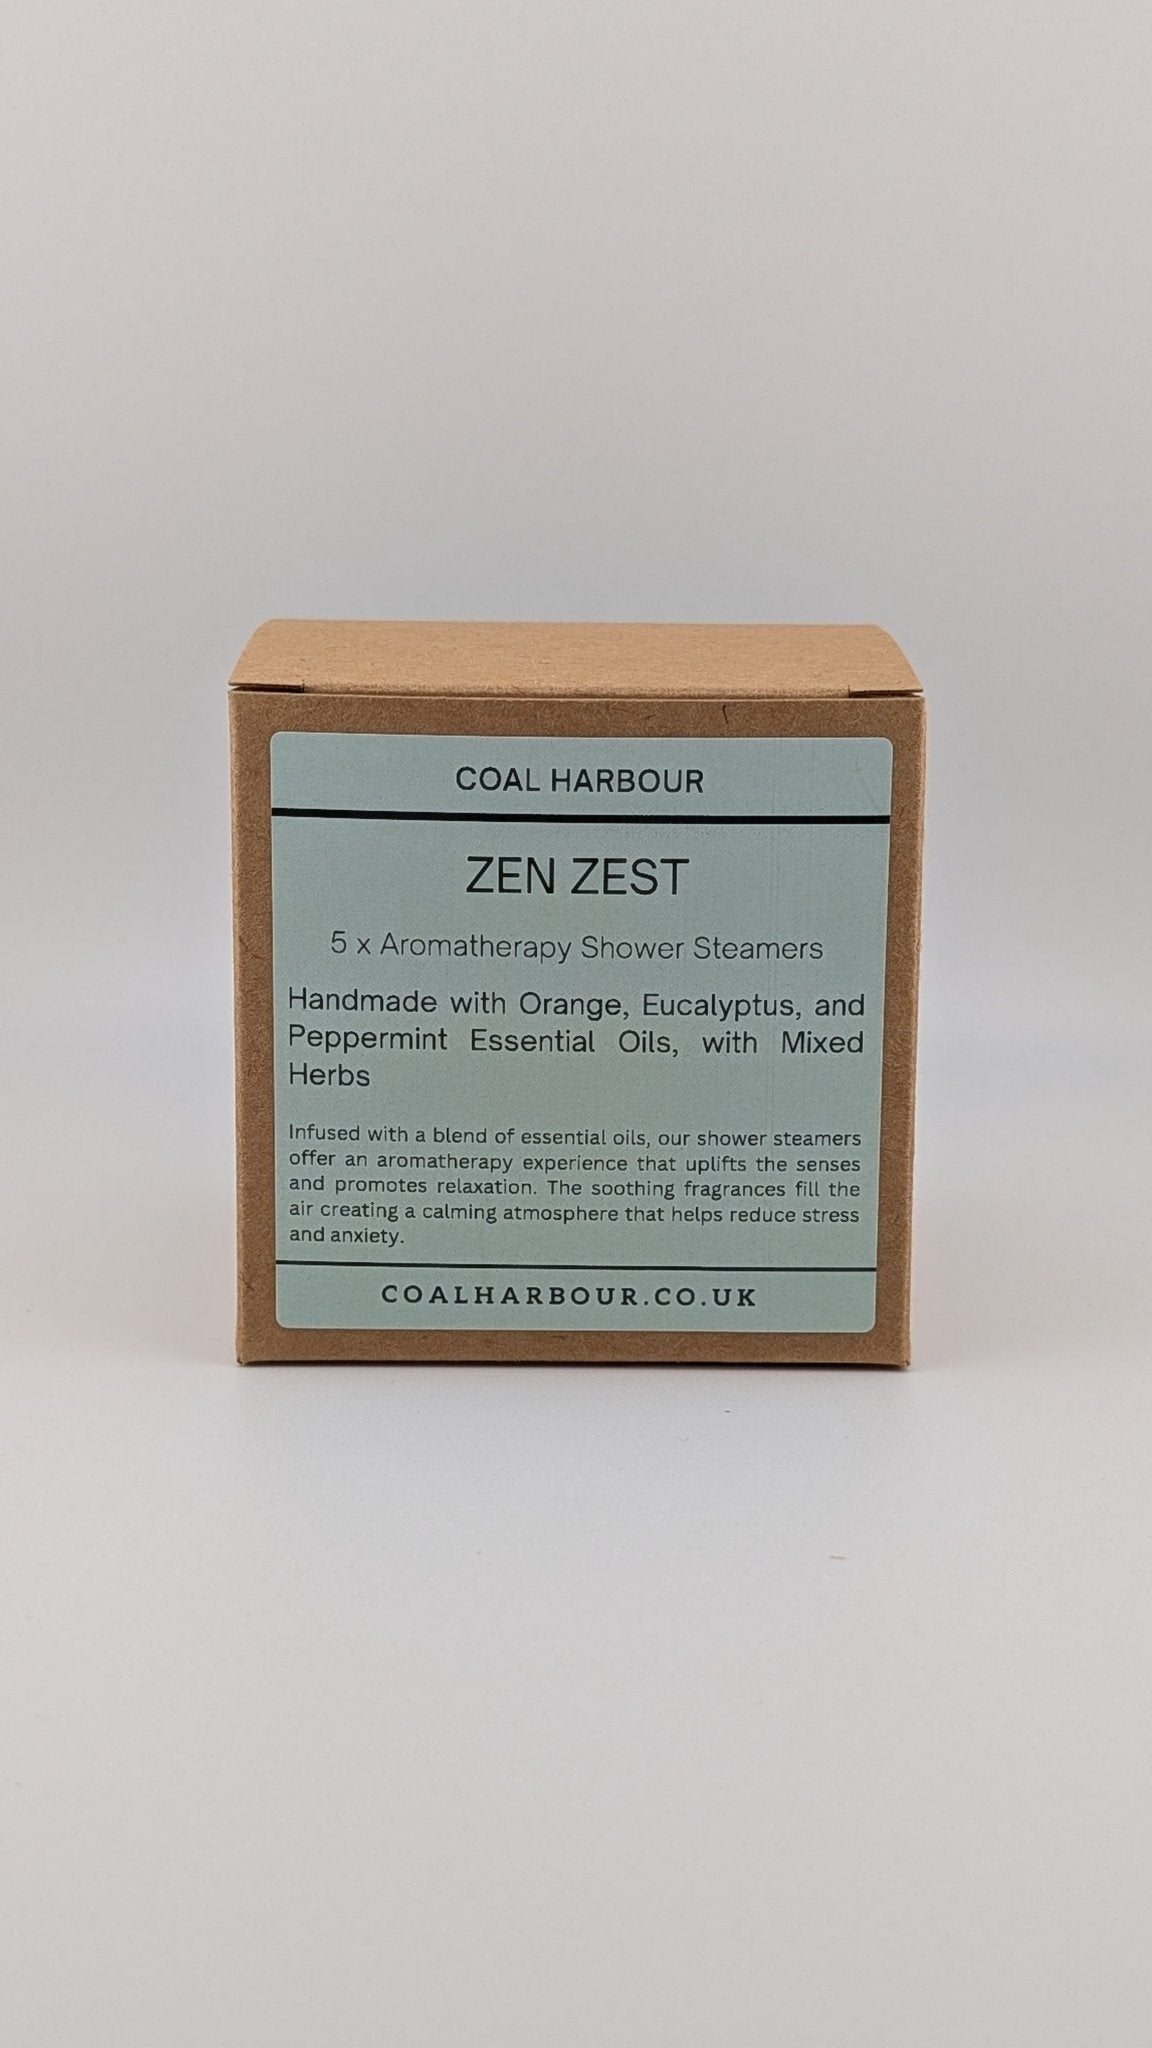 COAL HARBOUR
ZEN ZEST
5 x Aromatherapy Shower Steamers
Handmade with Orange, Eucalyptus, and
Peppermint Essential Oils, with Mixed
Herbs
Infused with a blend of essential oils, our shower steamers
offer an aromatherapy experience that uplifts the senses
and promotes relaxation. The soothing fragrances fill the
air creating a calming atmosphere that helps reduce stress
and anxiety.
COALHARBOUR.CO.UK